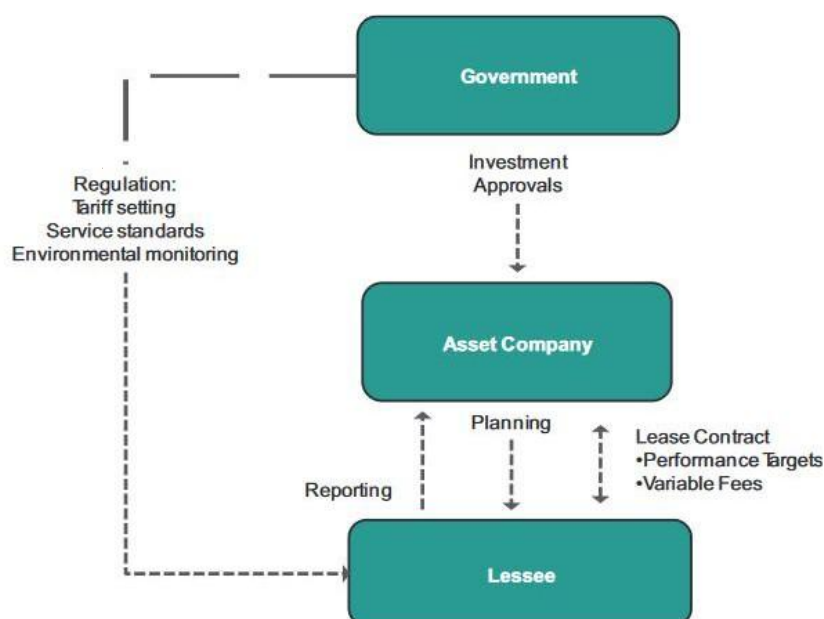 Government
Investment
Approvals
Regulation:
Tariff setting
Service standards
Environmental monitoring
Asset Company
Planning
Lease Contract
•Performance Targets
•Variable Fees
Reporting
Lessee